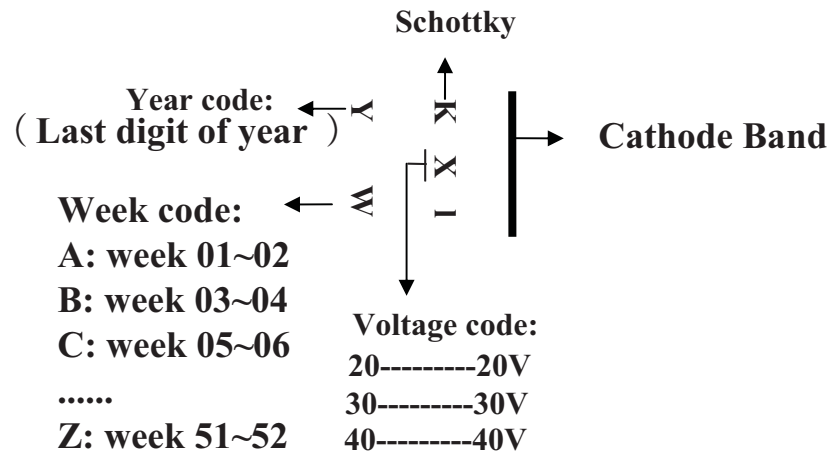 Schottky
Year code:
（Last digit of year ）
Y
K
X
I
W
Cathode Band
Week code:
A: week 01~02
B: week 03~04
C: week 05~06
......
Z: week 51~52
Voltage code:
20---------20V
30---------30V
40---------40V